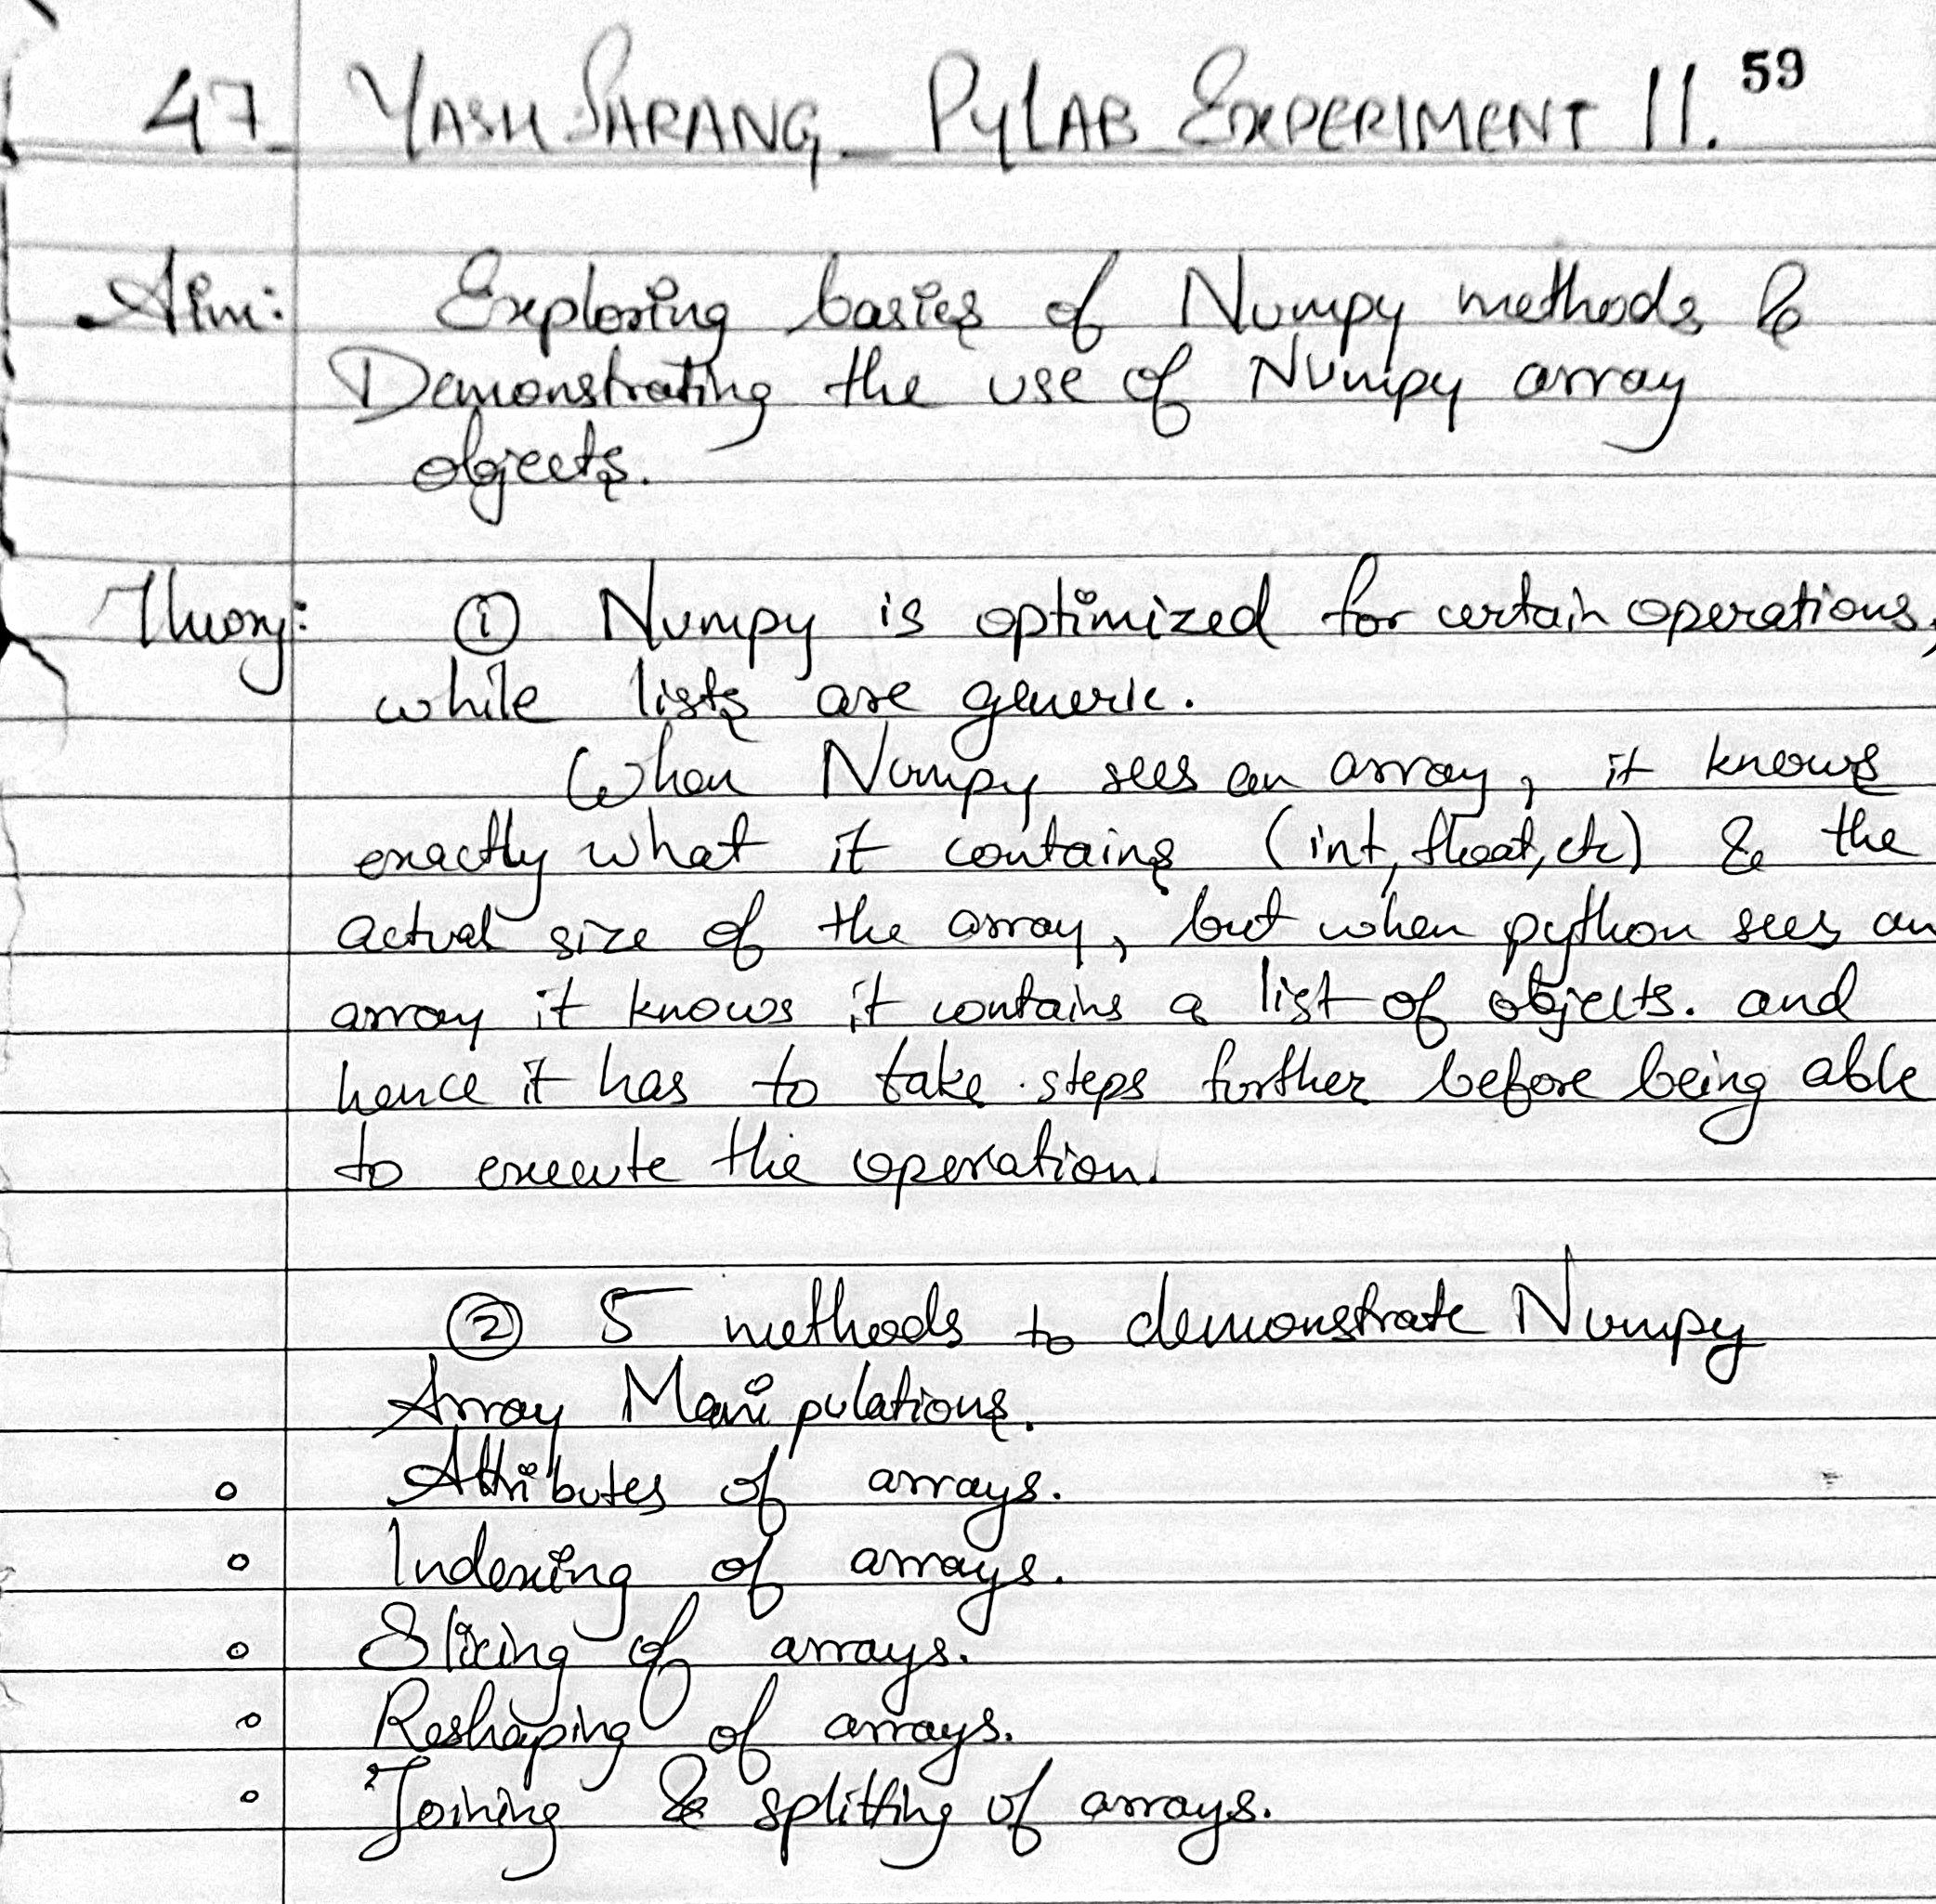 59
47 YASH SARANG_ PYLAB EXPERIMENT 11.
Aim: Exploring basics of Numpy methods &
Demonstrating the use of Numpy array
objects.
Theory: ① Numpy is optimized for certain operations,
while lists are generic.
When Numpy sees an array, it knows
exactly what it contains (int, float, etc) & the
actual size of the array, but when python sees an
array it knows it contains a list of objects. and
hence it has to take steps further before being able
to execute the operation.
② 5 methods to demonstrate Numpy
Array Manipulations.
o Attributes of arrays.
o Indexing of arrays.
o Slicing of arrays.
o Reshaping of arrays.
o Joining & splitting of arrays.